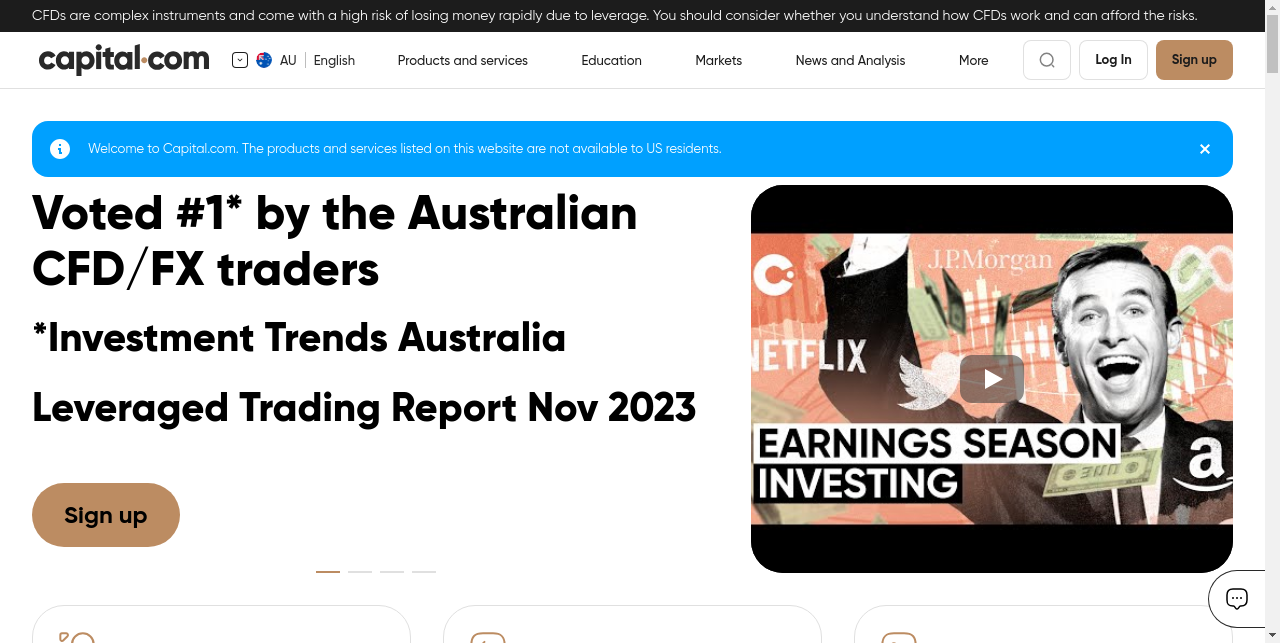 CFDs are complex instruments and come with a high risk of losing money rapidly due to leverage. You should consider whether you understand how CFDs work and can afford the risks.
capital.com
AU
English
Products and services
Education
Markets
News and Analysis
More
Log In
Sign up
Welcome to Capital.com. The products and services listed on this website are not available to US residents.
Voted #1* by the Australian
CFD/FX traders
*Investment Trends Australia
Leveraged Trading Report Nov 2023
Sign up
J.P.Morgan
NETFLIX
EARNINGS SEASON
INVESTING
a